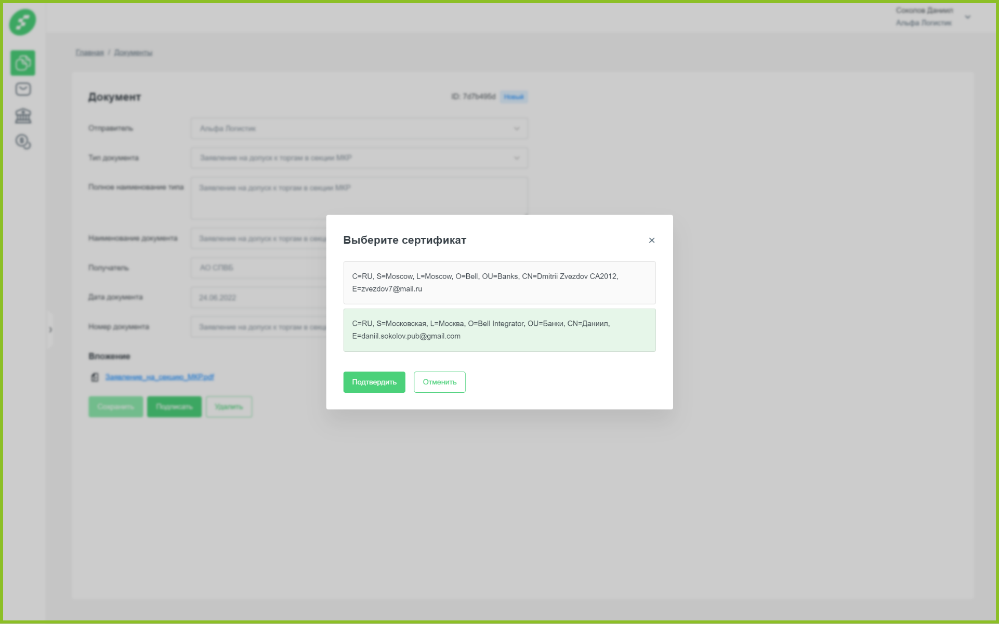 Соколов Даниил
Альфа Логистик
Главная / Документы
Документ
ID: 7d7b495d Новый
Отправитель Альфа Логистик
Тип документа Заявление на допуск к торгам в секции МКР
Полное наименование типа Заявление на допуск к торгам в секции МКР
Наименование документа Заявление на допуск к торгам в
Получатель АО СПВБ
Дата документа 24.06.2022
Номер документа Заявление на допуск к торгам в
Вложение
Заявление_на_секцию_МКР.pdf
Сохранить Подписать Удалить
Выберите сертификат
C=RU, S=Moscow, L=Moscow, O=Bell, OU=Banks, CN=Dmitrii Zvezdov CA2012,
E=zvezdov7@mail.ru
C=RU, S=Московская, L=Москва, O=Bell Integrator, OU=Банки, CN=Даниил,
E=daniil.sokolov.pub@gmail.com
Подтвердить Отменить